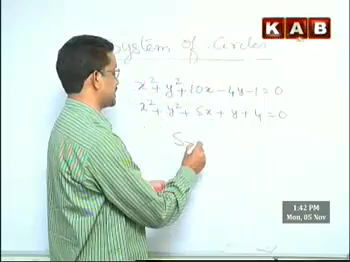 KAB
System of Circles
x² + y² + 10x - 4y - 1 = 0
x² + y² + 5x + y + 4 = 0
S
1:42 PM
Mon, 05 Nov